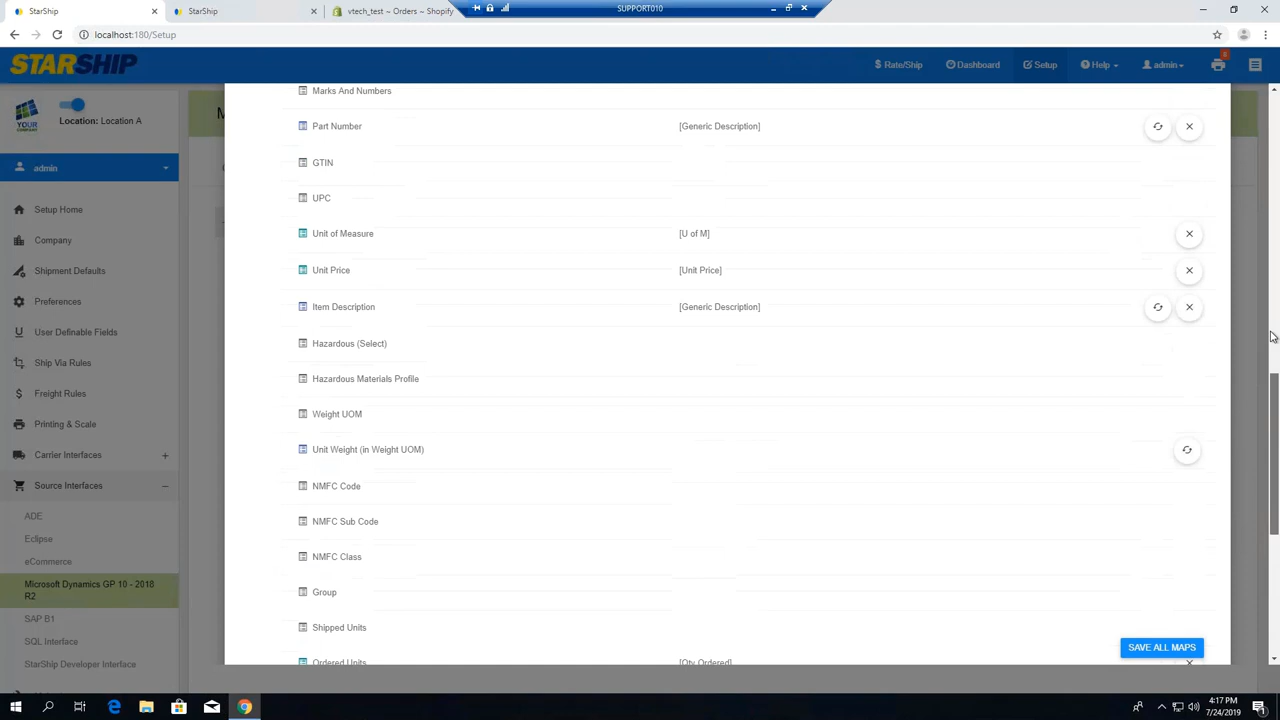 StarShip
StarShip
vtech ~ Orders ~ Shopify
SUPPORT010
localhost:180/Setup
STARSHIP
$ Rate/Ship
Dashboard
Setup
Help
admin
8
YOUR COMPANY
Location: Location A
admin
Setup Home
Company
Shipment Defaults
Preferences
User Definable Fields
Ship Via Rules
Freight Rules
Printing & Scale
Carrier Interfaces
Source Interfaces
ADE
Eclipse
eCommerce
Microsoft Dynamics GP 10 - 2018
R2
SAP B1
SQL Interface
StarShip Developer Interface
M
Marks And Numbers
Part Number [Generic Description]
GTIN
UPC
Unit of Measure [U of M]
Unit Price [Unit Price]
Item Description [Generic Description]
Hazardous (Select)
Hazardous Materials Profile
Weight UOM
Unit Weight (in Weight UOM)
NMFC Code
NMFC Sub Code
NMFC Class
Group
Shipped Units
Ordered Units [Qty Ordered]
SAVE ALL MAPS
4:17 PM
7/24/2019
1